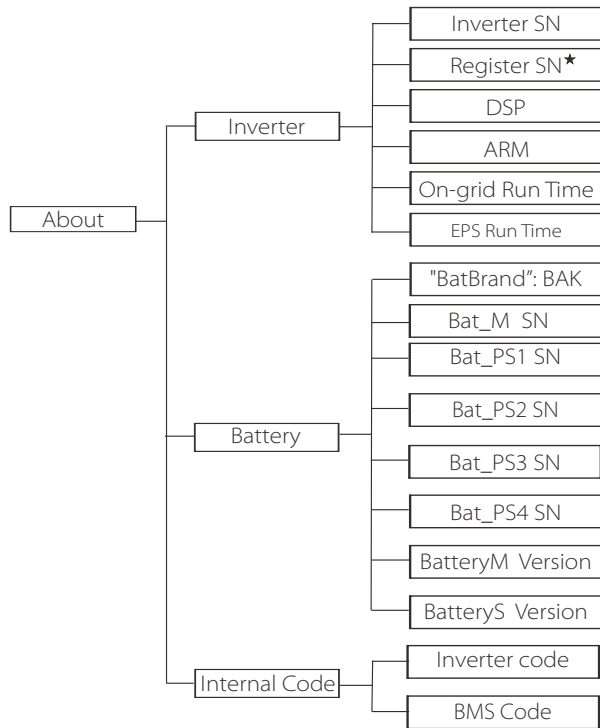 Inverter SN
Register SN★
DSP
Inverter
ARM
On-grid Run Time
About
EPS Run Time
"BatBrand”: BAK
Bat_M SN
Bat_PS1 SN
Bat_PS2 SN
Battery
Bat_PS3 SN
Bat_PS4 SN
BatteryM Version
BatteryS Version
Inverter code
Internal Code
BMS Code